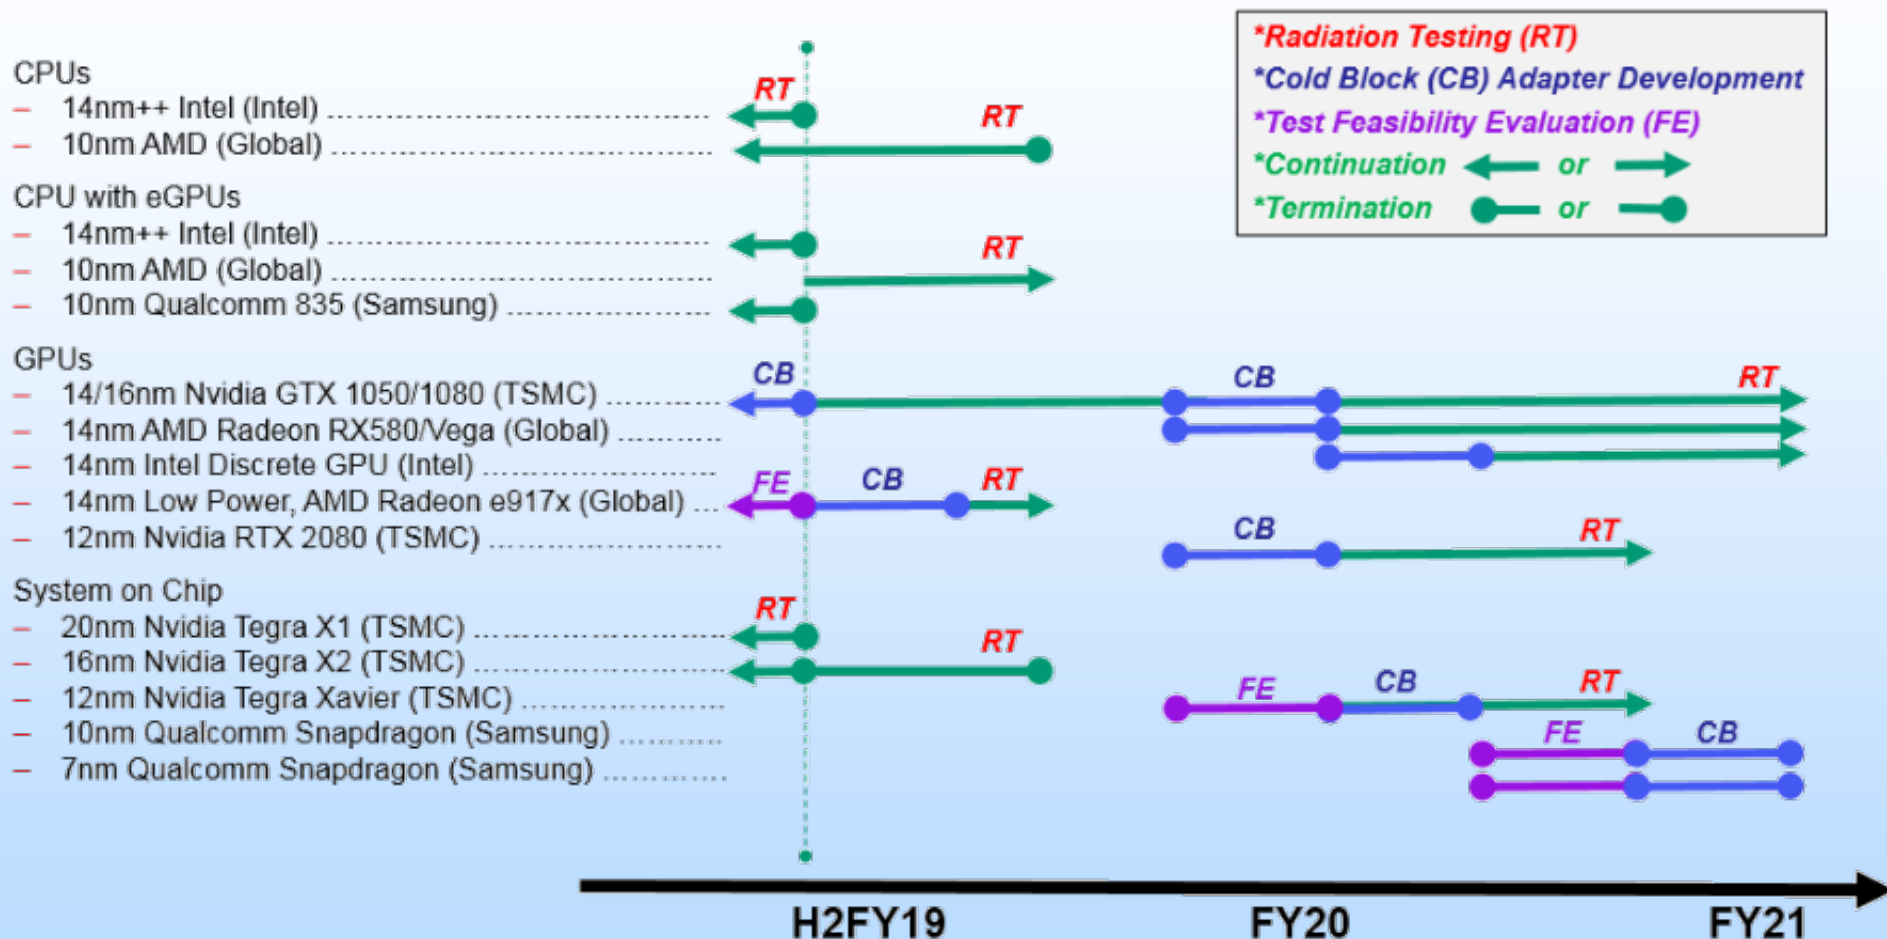 *Radiation Testing (RT)
*Cold Block (CB) Adapter Development
*Test Feasibility Evaluation (FE)
*Continuation or
*Termination or
CPUs
– 14nm++ Intel (Intel) ................................ RT
– 10nm AMD (Global) ................................ RT
CPU with eGPUs
– 14nm++ Intel (Intel) ................................
– 10nm AMD (Global) ................................ RT
– 10nm Qualcomm 835 (Samsung) ................
GPUs
– 14/16nm Nvidia GTX 1050/1080 (TSMC) ......... CB CB RT
– 14nm AMD Radeon RX580/Vega (Global) .........
– 14nm Intel Discrete GPU (Intel) ................
– 14nm Low Power, AMD Radeon e917x (Global) ... FE CB RT
– 12nm Nvidia RTX 2080 (TSMC) ................ CB RT
System on Chip
– 20nm Nvidia Tegra X1 (TSMC) ................ RT
– 16nm Nvidia Tegra X2 (TSMC) ................ RT
– 12nm Nvidia Tegra Xavier (TSMC) ............. FE CB RT
– 10nm Qualcomm Snapdragon (Samsung) ......... FE CB
– 7nm Qualcomm Snapdragon (Samsung) ..........
H2FY19 FY20 FY21